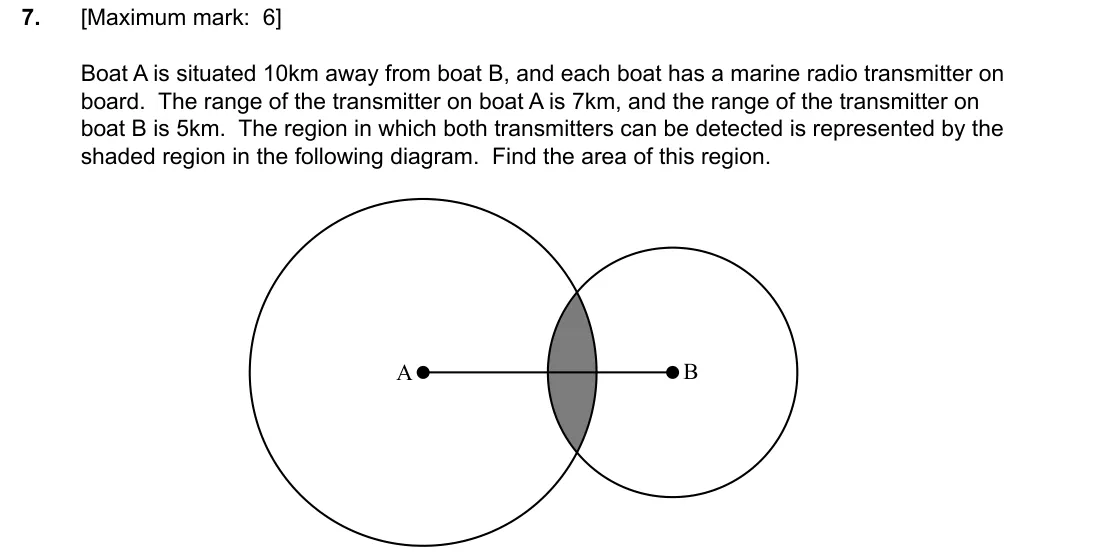 7. [Maximum mark: 6]
Boat A is situated 10km away from boat B, and each boat has a marine radio transmitter on
board. The range of the transmitter on boat A is 7km, and the range of the transmitter on
boat B is 5km. The region in which both transmitters can be detected is represented by the
shaded region in the following diagram. Find the area of this region.
A B